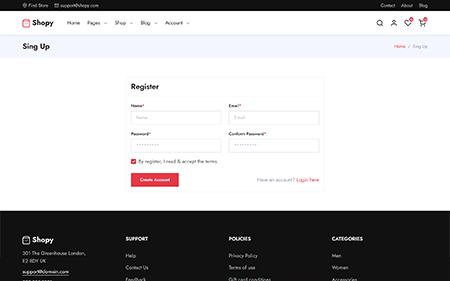 Find Store support@shopy.com Contact About Blog
Shopy Home Pages Shop Blog Account
Sing Up Home / Sing Up
Register
Name* Email*
Name Email
Password* Confirm Password*
********* *********
By register, I read & accept the terms.
Create Account Have an account? Login here
Shopy SUPPORT POLICIES CATEGORIES
201 The Greenhouse London, Help Privacy Policy Men
E2 8DY UK Contact Us Terms of use Women
support@domain.com Feedback Gift card conditions Accessories